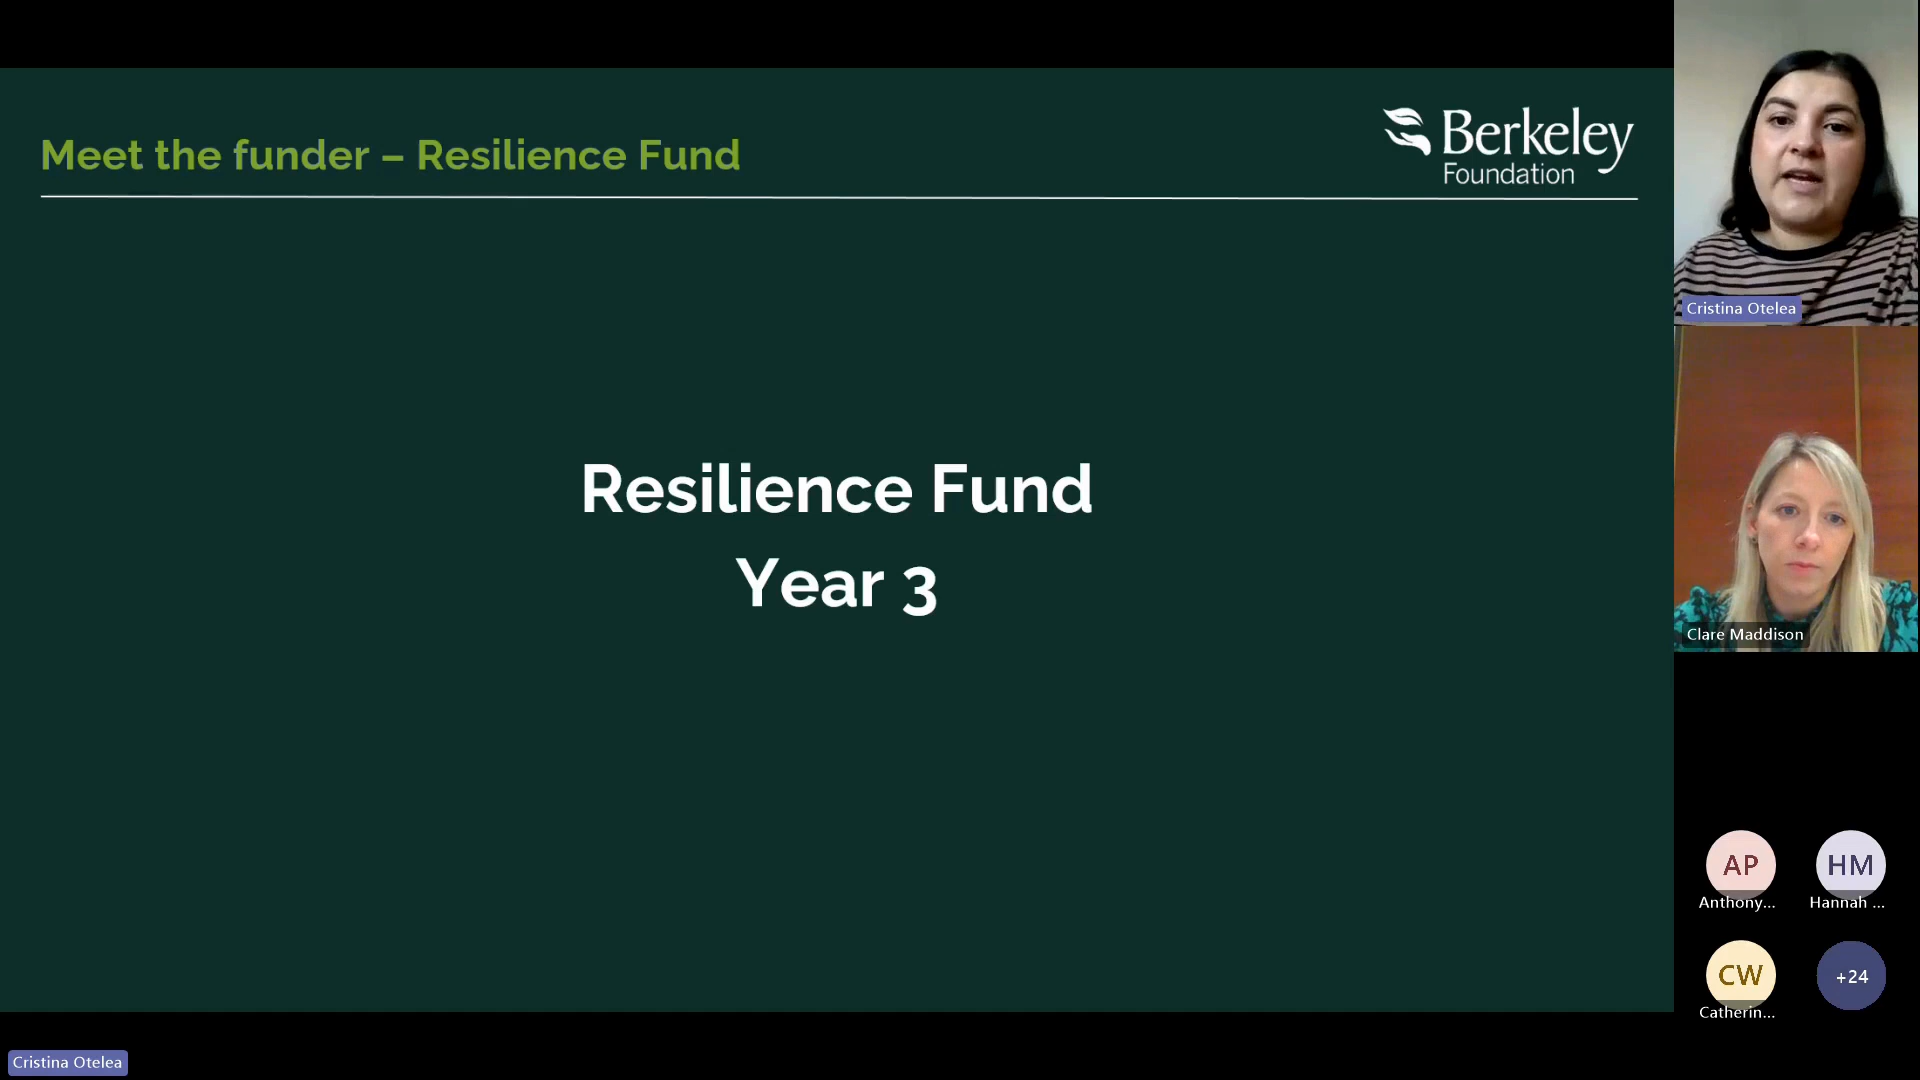 Meet the funder – Resilience Fund
Berkeley
Foundation
Resilience Fund
Year 3
Cristina Otelea
Clare Maddison
AP
Anthony...
HM
Hannah ...
CW
Catherin...
+24
Cristina Otelea